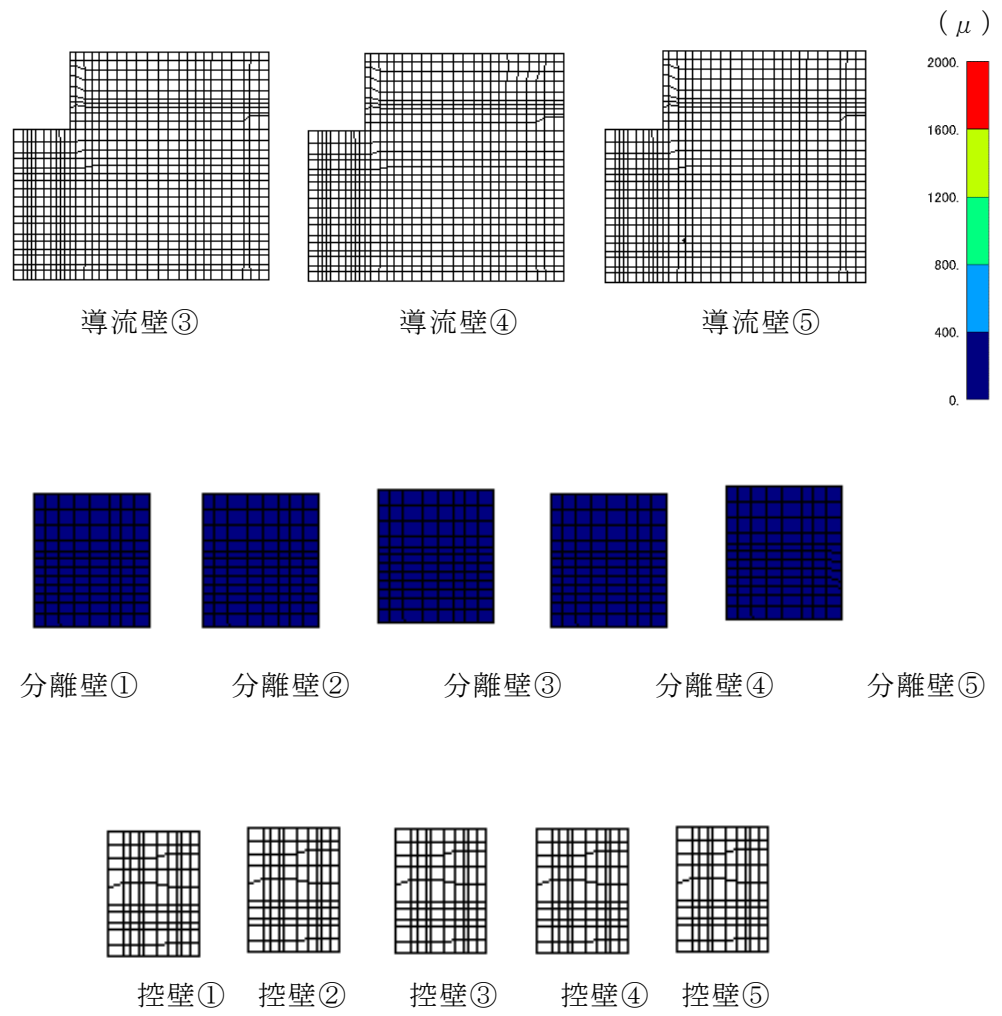 (μ)
2000.
1600.
1200.
800.
400.
0.
導流壁③ 導流壁④ 導流壁⑤
分離壁① 分離壁② 分離壁③ 分離壁④ 分離壁⑤
控壁① 控壁② 控壁③ 控壁④ 控壁⑤